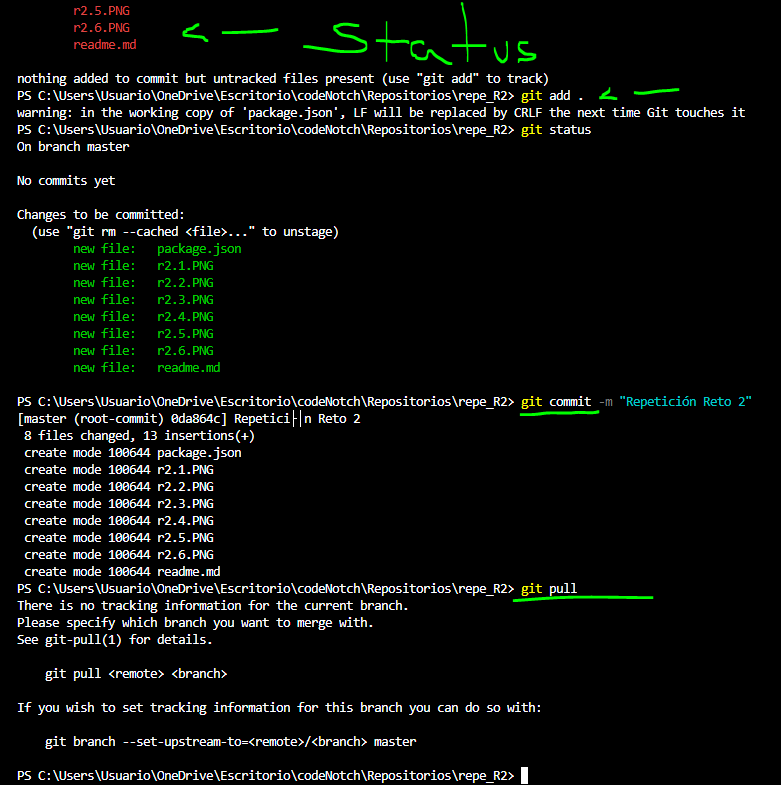 r2.5.PNG
r2.6.PNG
readme.md
Status
nothing added to commit but untracked files present (use "git add" to track)
PS C:\Users\Usuario\OneDrive\Escritorio\codeNotch\Repositorios\repe_R2> git add .
warning: in the working copy of 'package.json', LF will be replaced by CRLF the next time Git touches it
PS C:\Users\Usuario\OneDrive\Escritorio\codeNotch\Repositorios\repe_R2> git status
On branch master
No commits yet
Changes to be committed:
(use "git rm --cached <file>..." to unstage)
new file:   package.json
new file:   r2.1.PNG
new file:   r2.2.PNG
new file:   r2.3.PNG
new file:   r2.4.PNG
new file:   r2.5.PNG
new file:   r2.6.PNG
new file:   readme.md
PS C:\Users\Usuario\OneDrive\Escritorio\codeNotch\Repositorios\repe_R2> git commit -m "Repetición Reto 2"
[master (root-commit) 0da864c] Repetici├│n Reto 2
8 files changed, 13 insertions(+)
create mode 100644 package.json
create mode 100644 r2.1.PNG
create mode 100644 r2.2.PNG
create mode 100644 r2.3.PNG
create mode 100644 r2.4.PNG
create mode 100644 r2.5.PNG
create mode 100644 r2.6.PNG
create mode 100644 readme.md
PS C:\Users\Usuario\OneDrive\Escritorio\codeNotch\Repositorios\repe_R2> git pull
There is no tracking information for the current branch.
Please specify which branch you want to merge with.
See git-pull(1) for details.
git pull <remote> <branch>
If you wish to set tracking information for this branch you can do so with:
git branch --set-upstream-to=<remote>/<branch> master
PS C:\Users\Usuario\OneDrive\Escritorio\codeNotch\Repositorios\repe_R2>